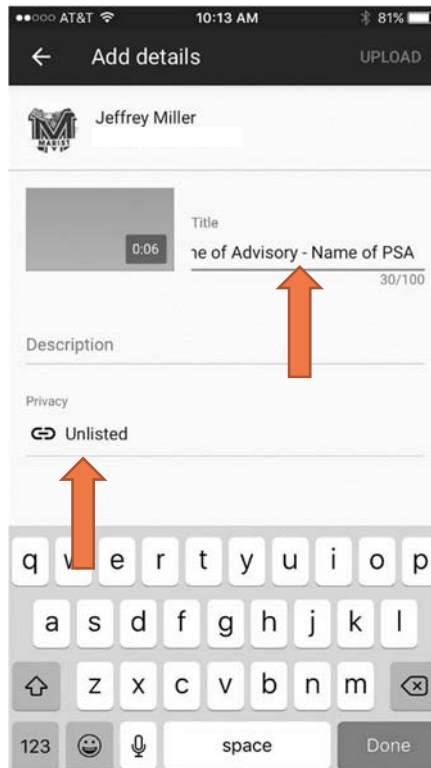 AT&T 10:13 AM 81%
Add details UPLOAD
Jeffrey Miller
M
MARIST
Title
0:06
ne of Advisory - Name of PSA
30/100
Description
Privacy
Unlisted
q w e r t y u i o p
a s d f g h j k l
z x c v b n m
123 space Done